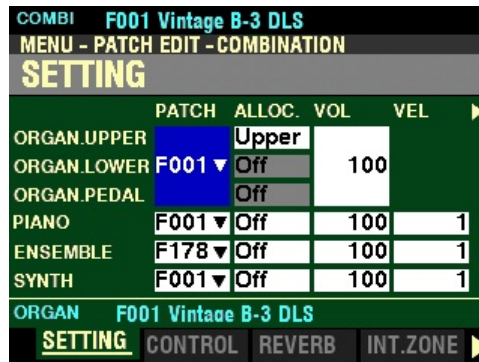 COMBI F001 Vintage B-3 DLS
MENU - PATCH EDIT - COMBINATION
SETTING
PATCH ALLOC. VOL VEL
ORGAN.UPPER Upper
ORGAN.LOWER F001 Off 100
ORGAN.PEDAL Off
PIANO F001 Off 100 1
ENSEMBLE F178 Off 100 1
SYNTH F001 Off 100 1
ORGAN F001 Vintage B-3 DLS
SETTING CONTROL REVERB INT.ZONE